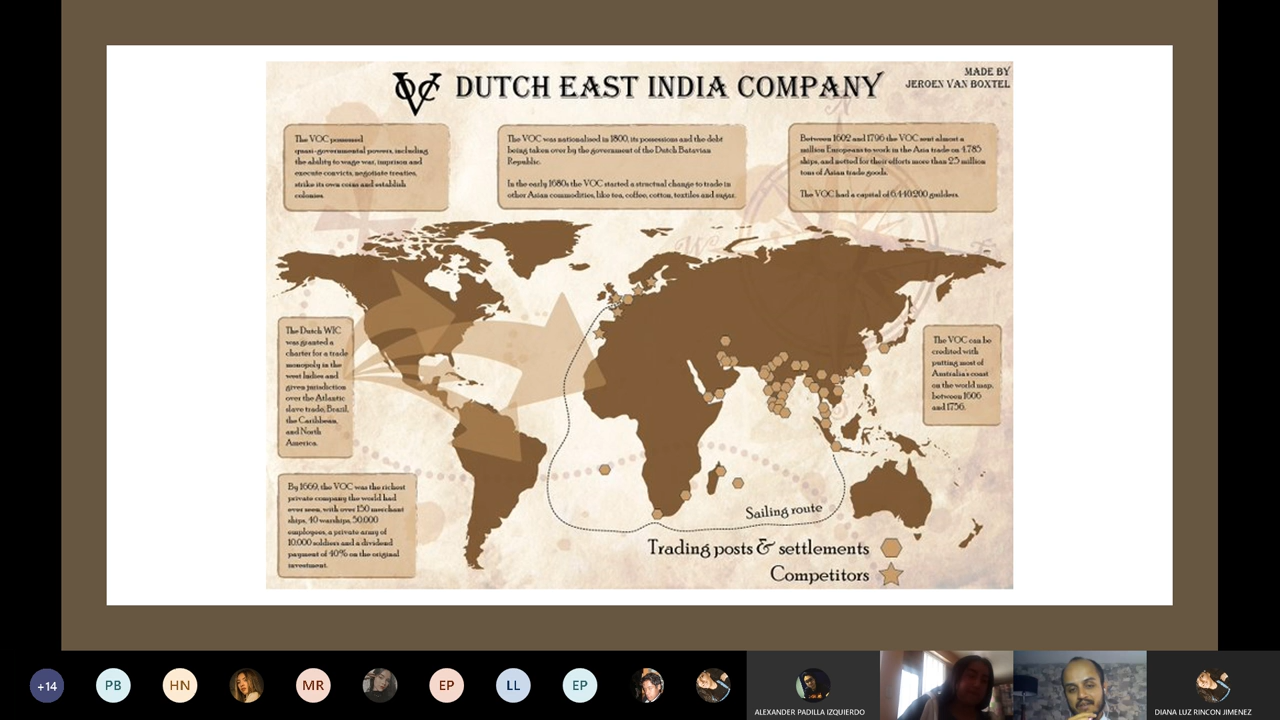 VOC DUTCH EAST INDIA COMPANY
MADE BY
JEROEN VAN BOXTEL
The VOC possessed
quasi-governmental powers, including
the ability to wage war, imprison and
execute convicts, negotiate treaties,
strike its own coins and establish
colonies.
The VOC was nationalised in 1800, its possessions and the debt
being taken over by the government of the Dutch Batavian
Republic.
In the early 1680s the VOC started a structual change to trade in
other Asian commodities, like tea, coffee, cotton, textiles and sugar.
Between 1602 and 1796 the VOC sent almost a
million Europeans to work in the Asia trade on 4.785
ships, and netted for their efforts more than 2.5 million
tons of Asian trade goods.
The VOC had a capital of 6.440.200 guilders.
The Dutch WIC
was granted a
charter for a trade
monopoly in the
west Indies and
given jurisdiction
over the Atlantic
slave trade, Brazil,
the Caribbean,
and North
America.
The VOC can be
credited with
putting most of
Australia's coast
on the world map,
between 1606
and 1756.
By 1669, the VOC was the richest
private company the world had
ever seen, with over 150 merchant
ships, 40 warships, 50.000
employees, a private army of
10.000 soldiers and a dividend
payment of 40% on the original
investment.
Sailing route
Trading posts & settlements
Competitors
+14
PB
HN
MR
EP
LL
EP
ALEXANDER PADILLA IZQUIERDO
DIANA LUZ RINCON JIMENEZ